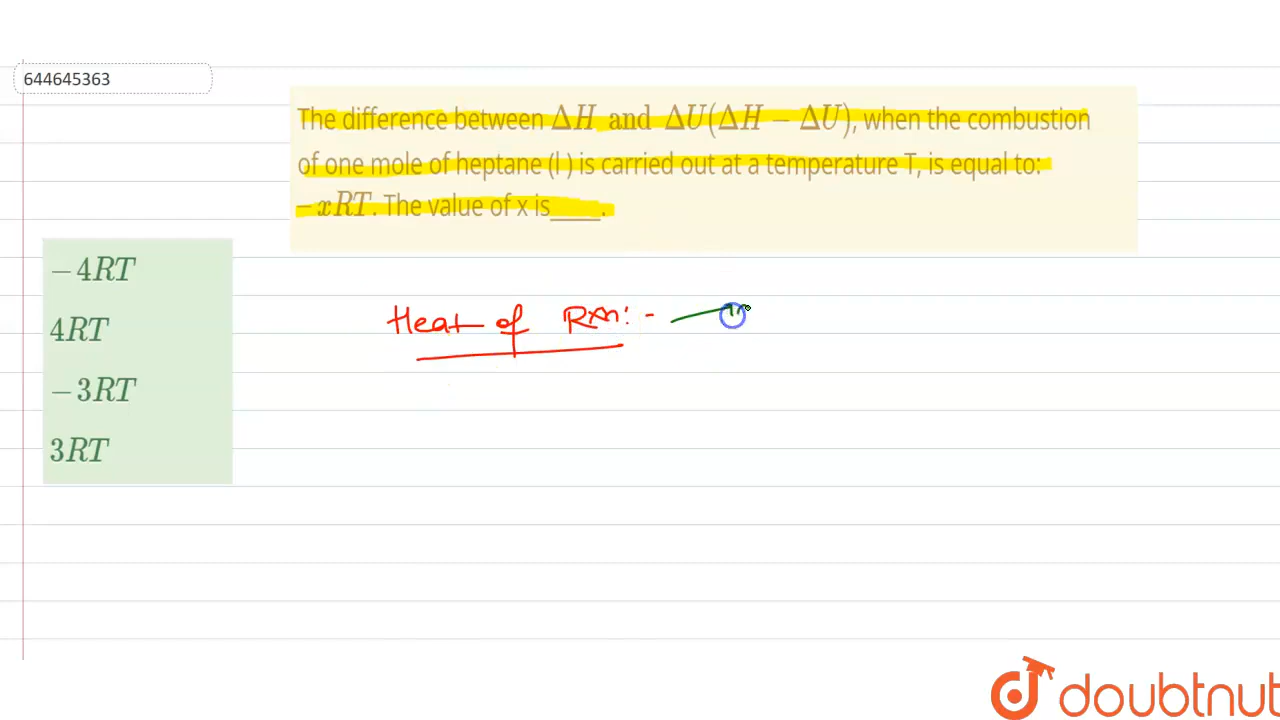 644645363
The difference between ΔH and ΔU(ΔH − ΔU), when the combustion
of one mole of heptane (l ) is carried out at a temperature T, is equal to:
−xRT. The value of x is____.
−4RT
4RT
−3RT
3RT
Heat of Rxn: -
doubtnut